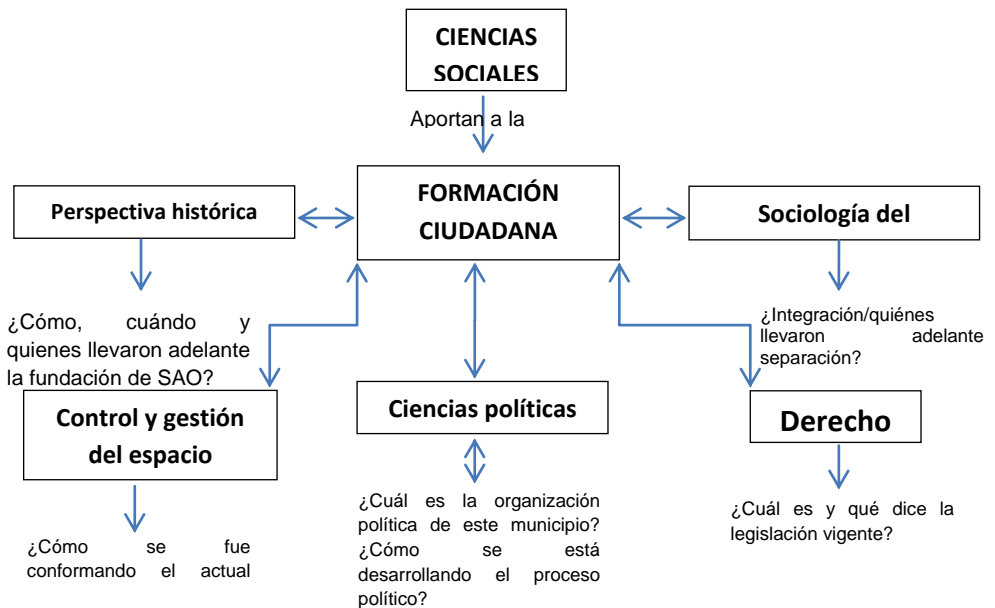 CIENCIAS
SOCIALES
Aportan a la
FORMACIÓN
CIUDADANA
Perspectiva histórica
Sociología del
¿Cómo, cuándo y
quienes llevaron adelante
la fundación de SAO?
¿Integración/quiénes
llevaron adelante
separación?
Control y gestión
del espacio
Ciencias políticas
Derecho
¿Cómo se fue
conformando el actual
¿Cuál es la organización
política de este municipio?
¿Cómo se está
desarrollando el proceso
político?
¿Cuál es y qué dice la
legislación vigente?